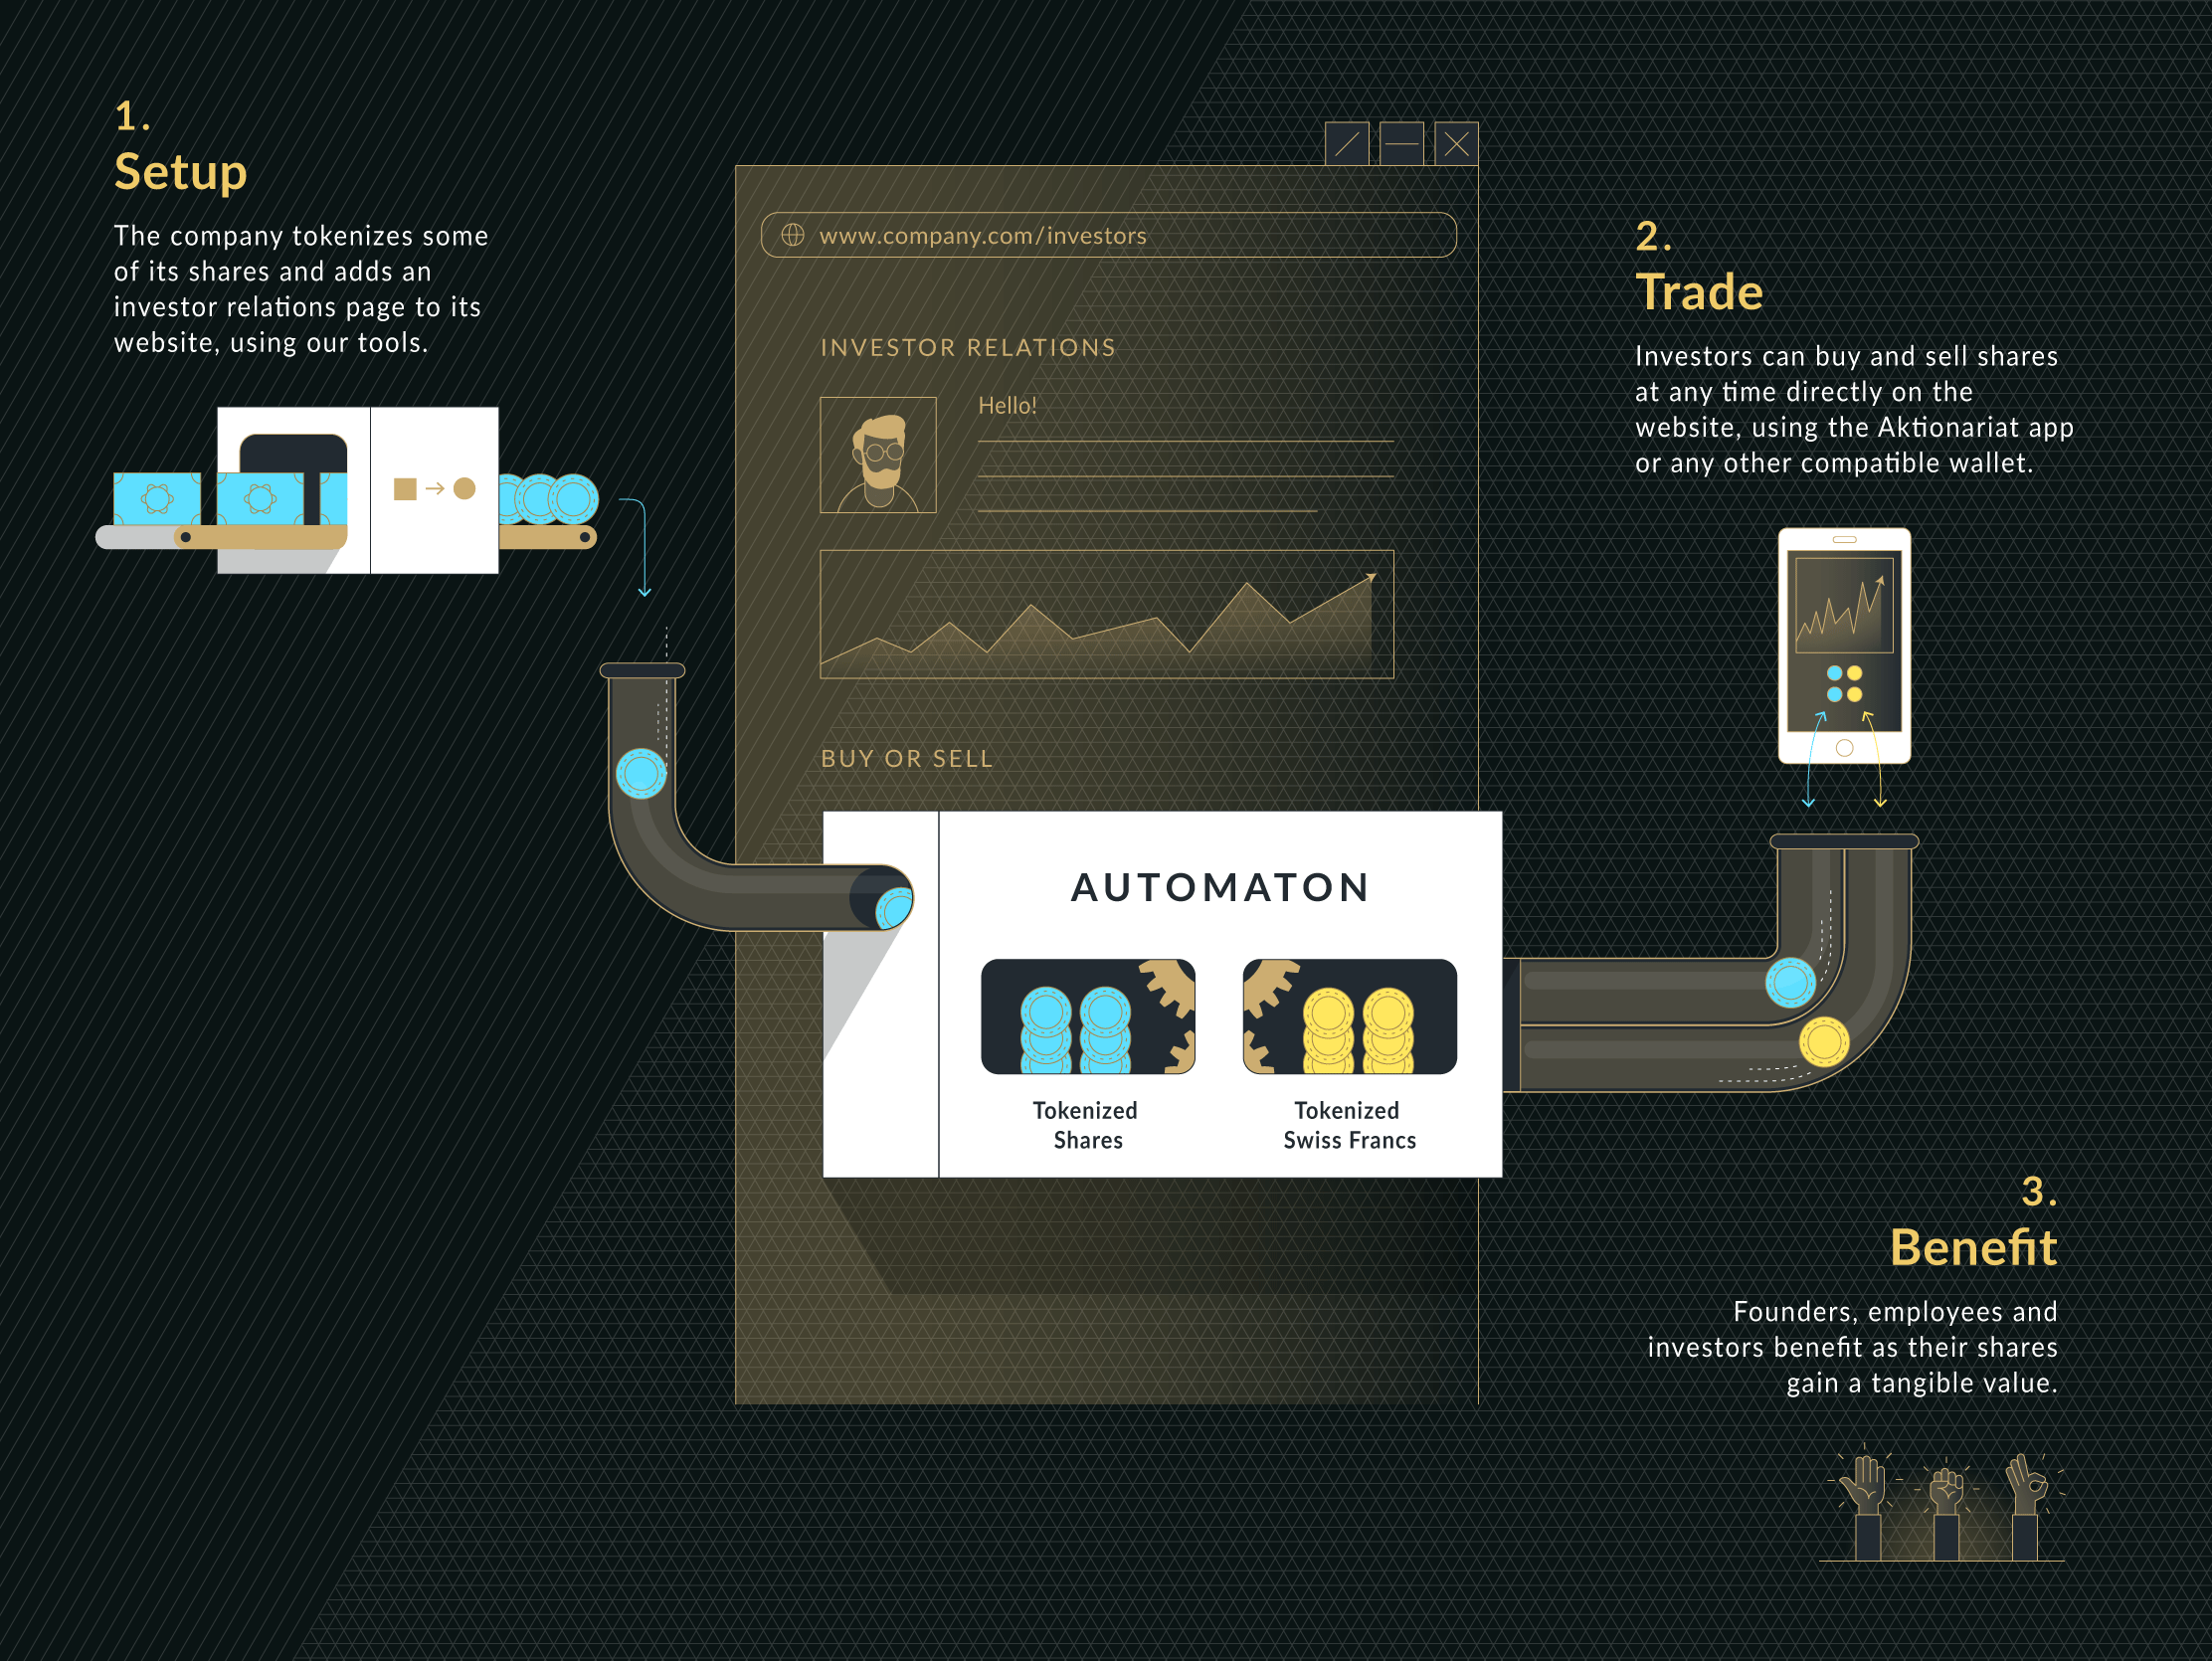 1.
Setup
The company tokenizes some
of its shares and adds an
investor relations page to its
website, using our tools.
www.company.com/investors
INVESTOR RELATIONS
Hello!
BUY OR SELL
AUTOMATON
Tokenized
Shares
Tokenized
Swiss Francs
2.
Trade
Investors can buy and sell shares
at any time directly on the
website, using the Aktionariat app
or any other compatible wallet.
3.
Benefit
Founders, employees and
investors benefit as their shares
gain a tangible value.